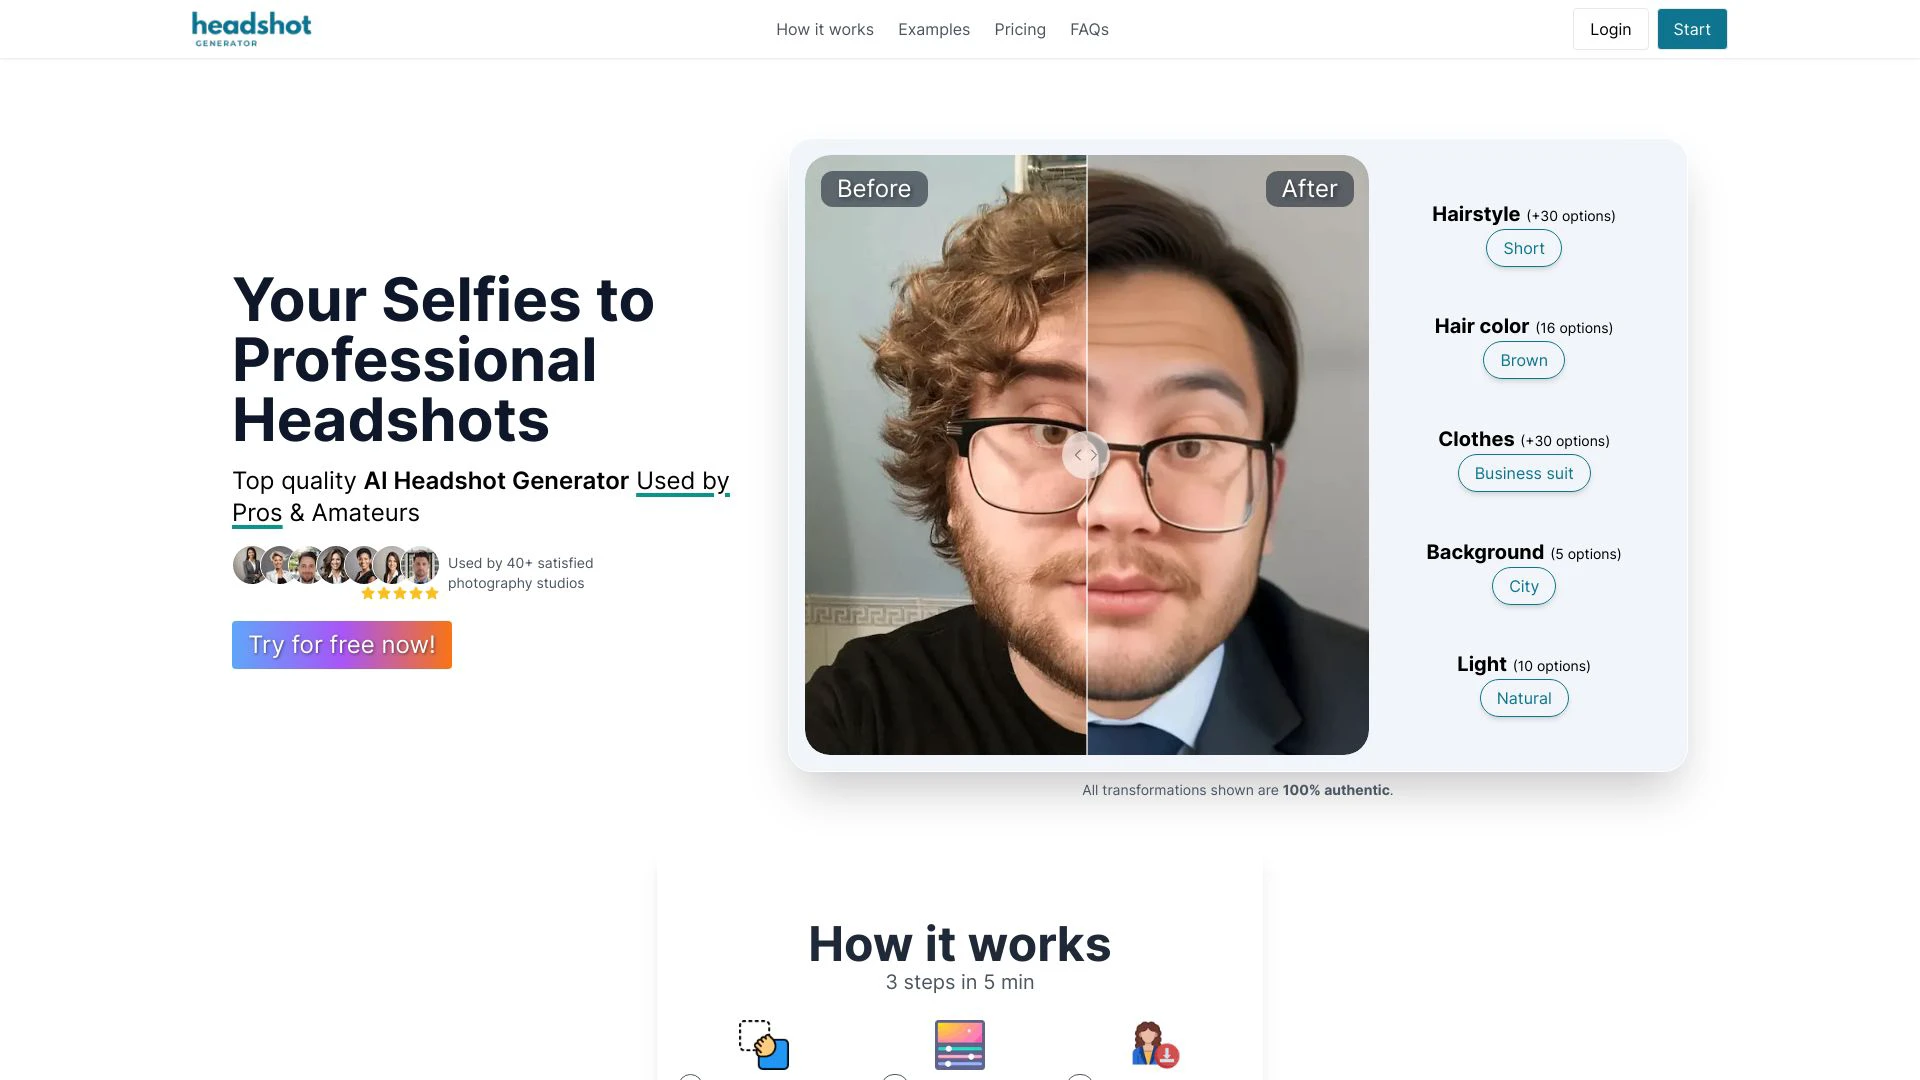 headshot
GENERATOR
How it works
Examples
Pricing
FAQs
Login
Start
Your Selfies to
Professional
Headshots
Top quality AI Headshot Generator Used by
Pros & Amateurs
Used by 40+ satisfied
photography studios
Try for free now!
Before
After
Hairstyle (+30 options)
Short
Hair color (16 options)
Brown
Clothes (+30 options)
Business suit
Background (5 options)
City
Light (10 options)
Natural
All transformations shown are 100% authentic.
How it works
3 steps in 5 min